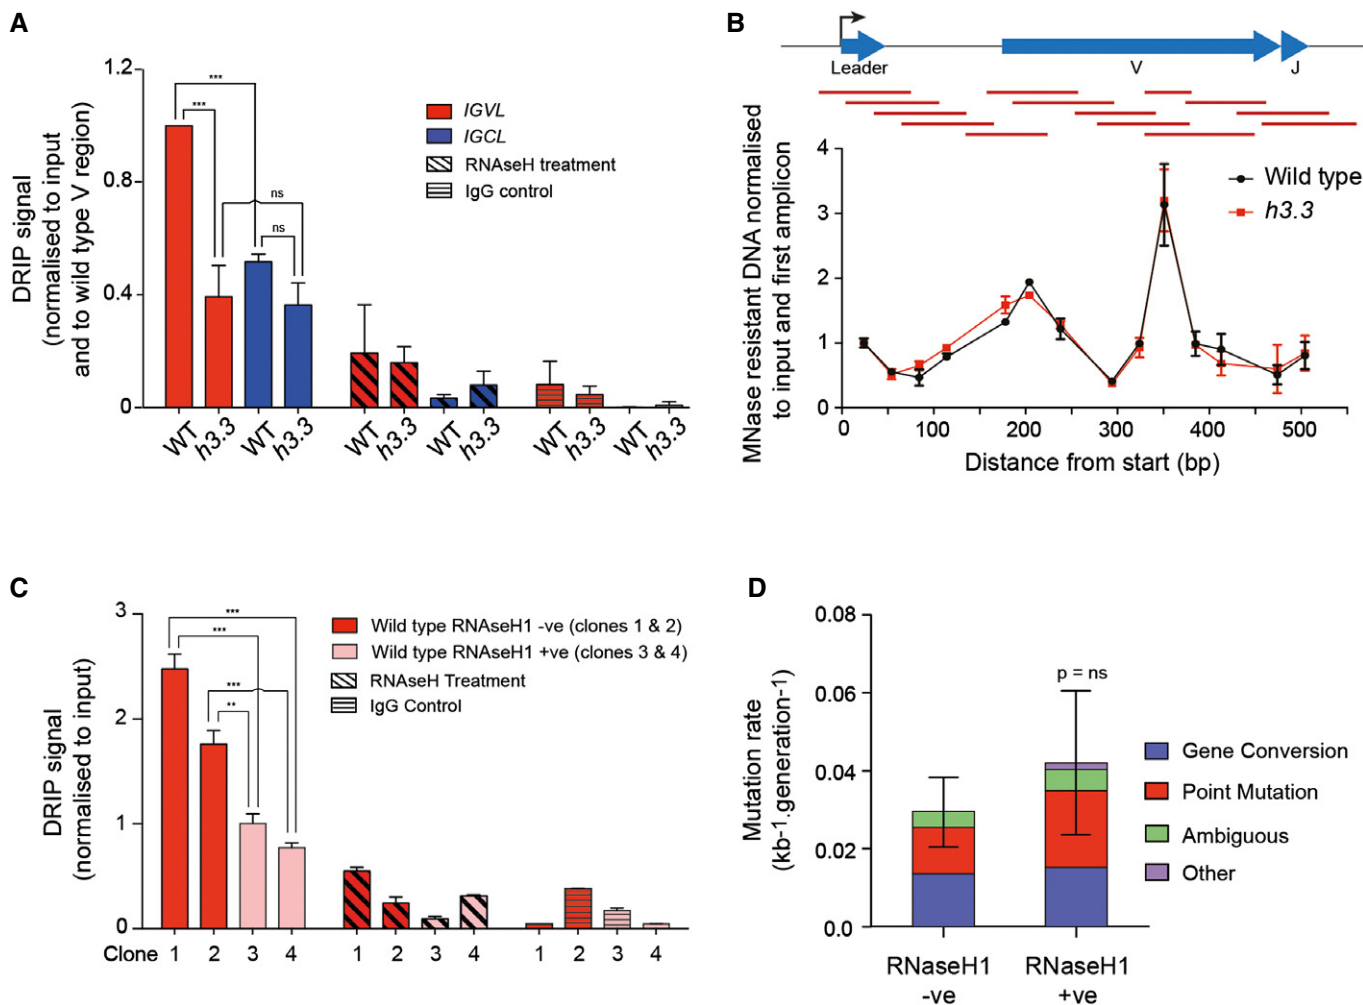 A
DRIP signal
(normalised to input
and to wild type V region)
1.2
0.8
0.4
0
***
***
ns
ns
IGVL
IGCL
RNAseH treatment
IgG control
WT h3.3 WT h3.3 WT h3.3 WT h3.3 WT h3.3 WT h3.3
B
Leader
V
J
MNase resistant DNA normalised
to input and first amplicon
4
3
2
1
0
Wild type
h3.3
0 100 200 300 400 500
Distance from start (bp)
C
DRIP signal
(normalised to input)
3
2
1
0
***
***
***
**
Wild type RNAseH1 -ve (clones 1 & 2)
Wild type RNAseH1 +ve (clones 3 & 4)
RNAseH Treatment
IgG Control
Clone 1 2 3 4 1 2 3 4 1 2 3 4
D
Mutation rate
(kb-1.generation-1)
0.08
0.06
0.04
0.02
0.0
p = ns
Gene Conversion
Point Mutation
Ambiguous
Other
RNaseH1
-ve
RNaseH1
+ve